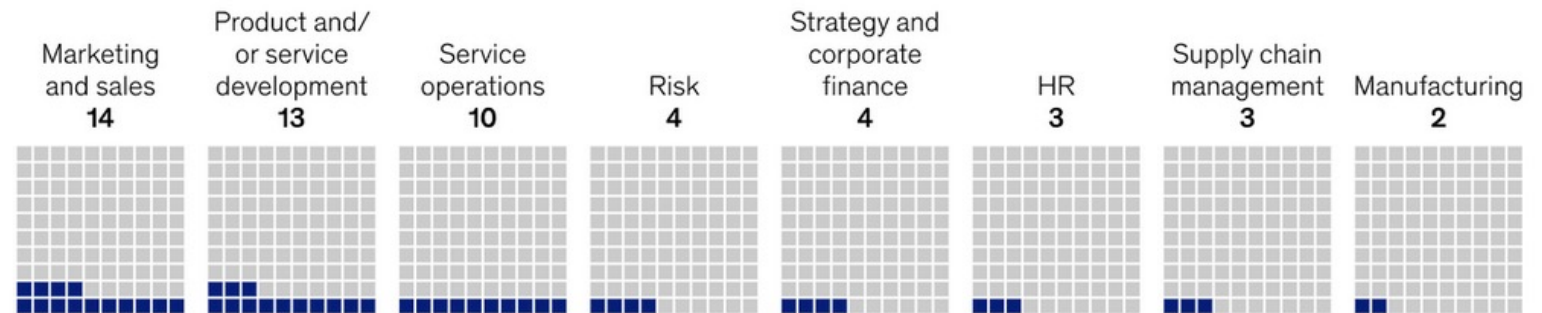 Marketing
and sales
14
Product and/
or service
development
13
Service
operations
10
Risk
4
Strategy and
corporate
finance
4
HR
3
Supply chain
management
3
Manufacturing
2